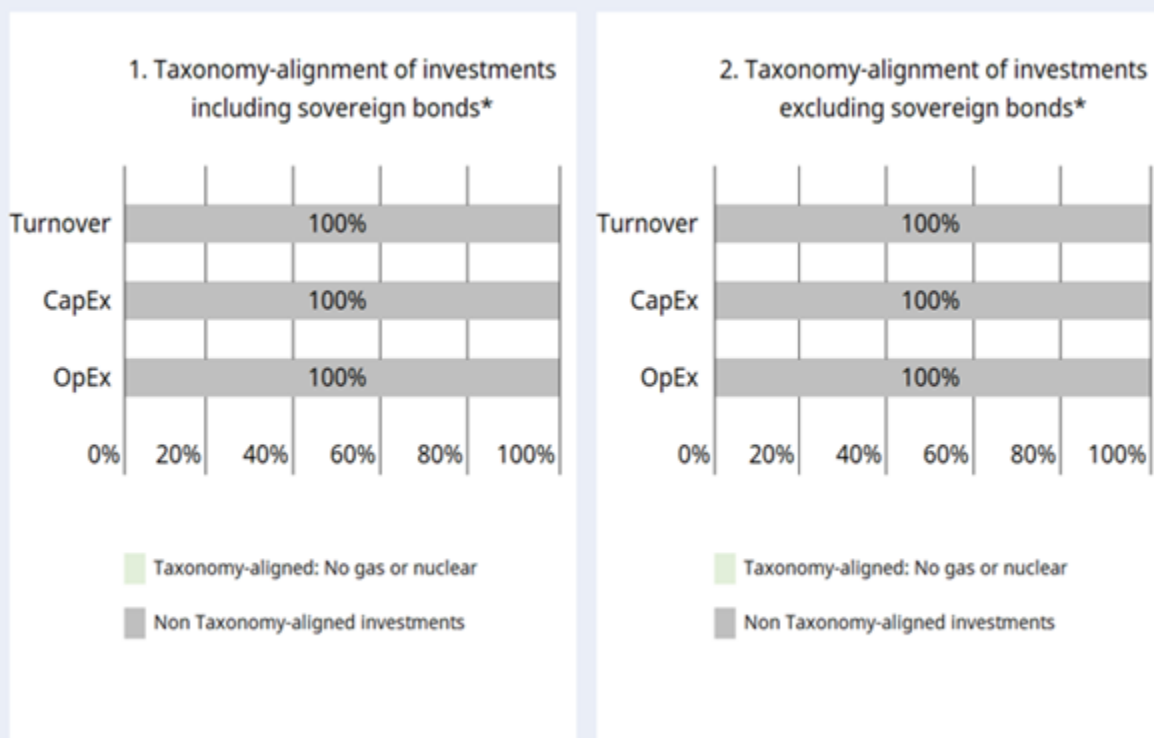 1. Taxonomy-alignment of investments
including sovereign bonds*
Turnover
100%
CapEx
100%
OpEx
100%
0% 20% 40% 60% 80% 100%
Taxonomy-aligned: No gas or nuclear
Non Taxonomy-aligned investments
2. Taxonomy-alignment of investments
excluding sovereign bonds*
Turnover
100%
CapEx
100%
OpEx
100%
0% 20% 40% 60% 80% 100%
Taxonomy-aligned: No gas or nuclear
Non Taxonomy-aligned investments